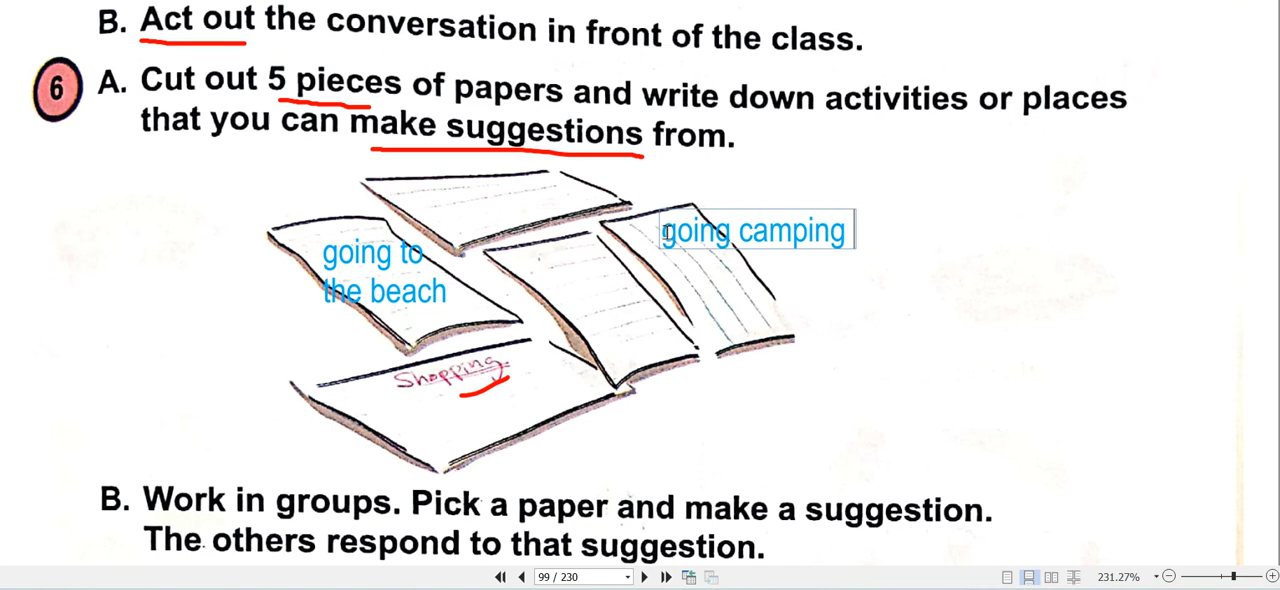 B. Act out the conversation in front of the class.
6 A. Cut out 5 pieces of papers and write down activities or places
that you can make suggestions from.
going camping
going to
the beach
Shopping
B. Work in groups. Pick a paper and make a suggestion.
The others respond to that suggestion.
99 / 230
231.27%